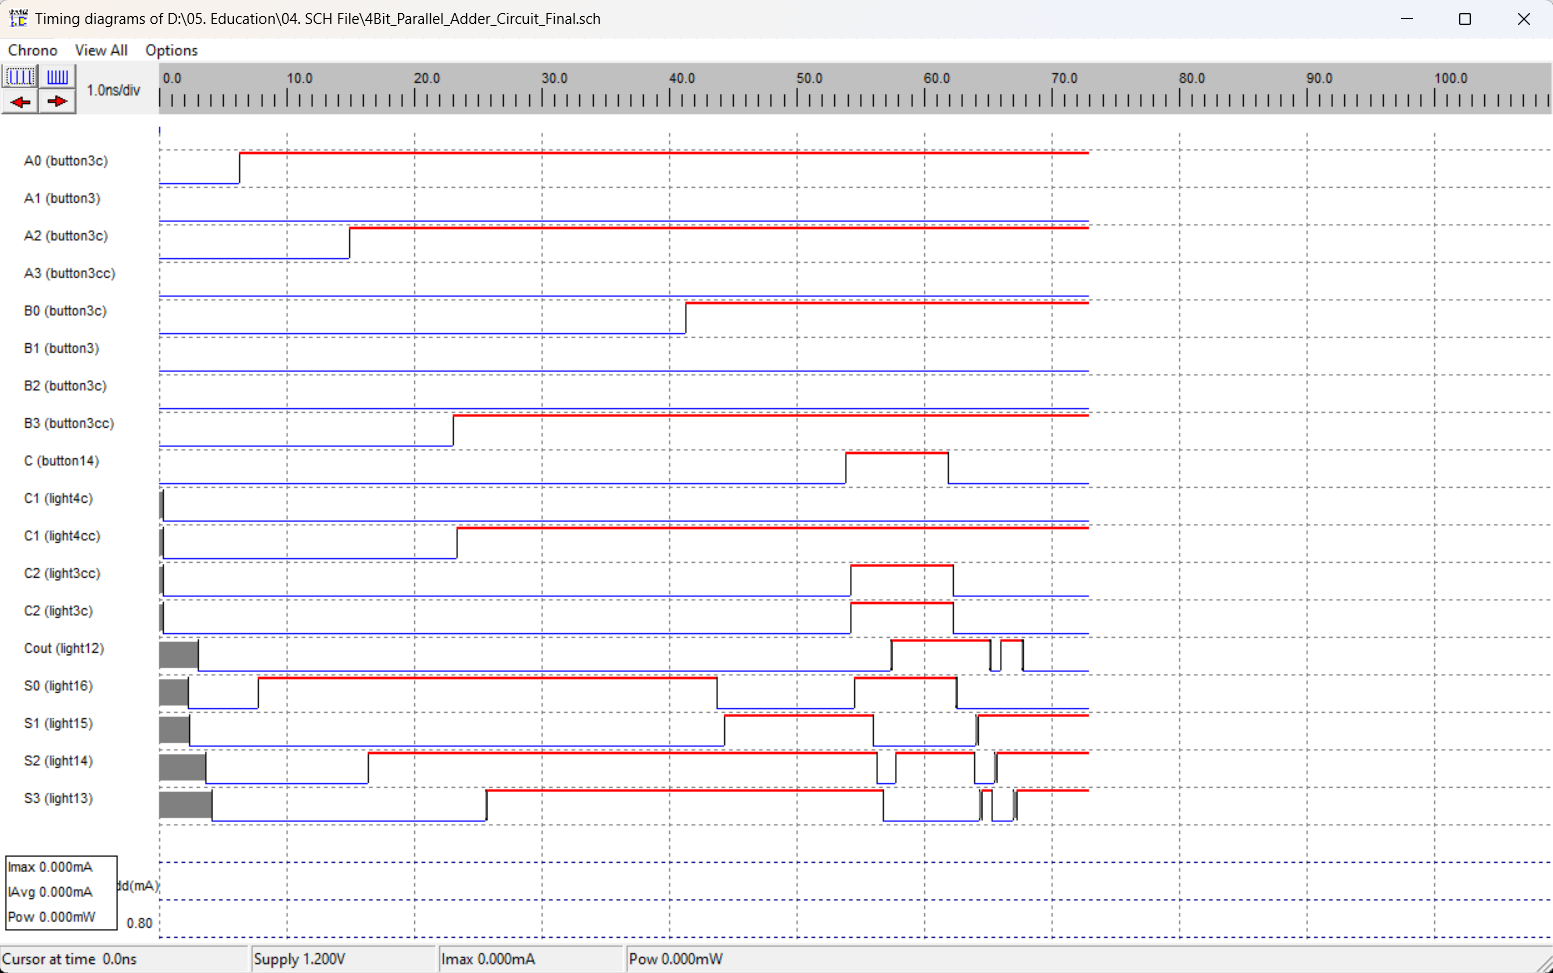 Timing diagrams of D:\05. Education\04. SCH File\4Bit_Parallel_Adder_Circuit_Final.sch
Chrono View All Options
1.0ns/div
0.0 10.0 20.0 30.0 40.0 50.0 60.0 70.0 80.0 90.0 100.0
A0 (button3c)
A1 (button3)
A2 (button3c)
A3 (button3cc)
B0 (button3c)
B1 (button3)
B2 (button3c)
B3 (button3cc)
C (button14)
C1 (light4c)
C1 (light4cc)
C2 (light3cc)
C2 (light3c)
Cout (light12)
S0 (light16)
S1 (light15)
S2 (light14)
S3 (light13)
Imax 0.000mA
dd(mA)
IAvg 0.000mA
Pow 0.000mW
0.80
Cursor at time 0.0ns Supply 1.200V Imax 0.000mA Pow 0.000mW